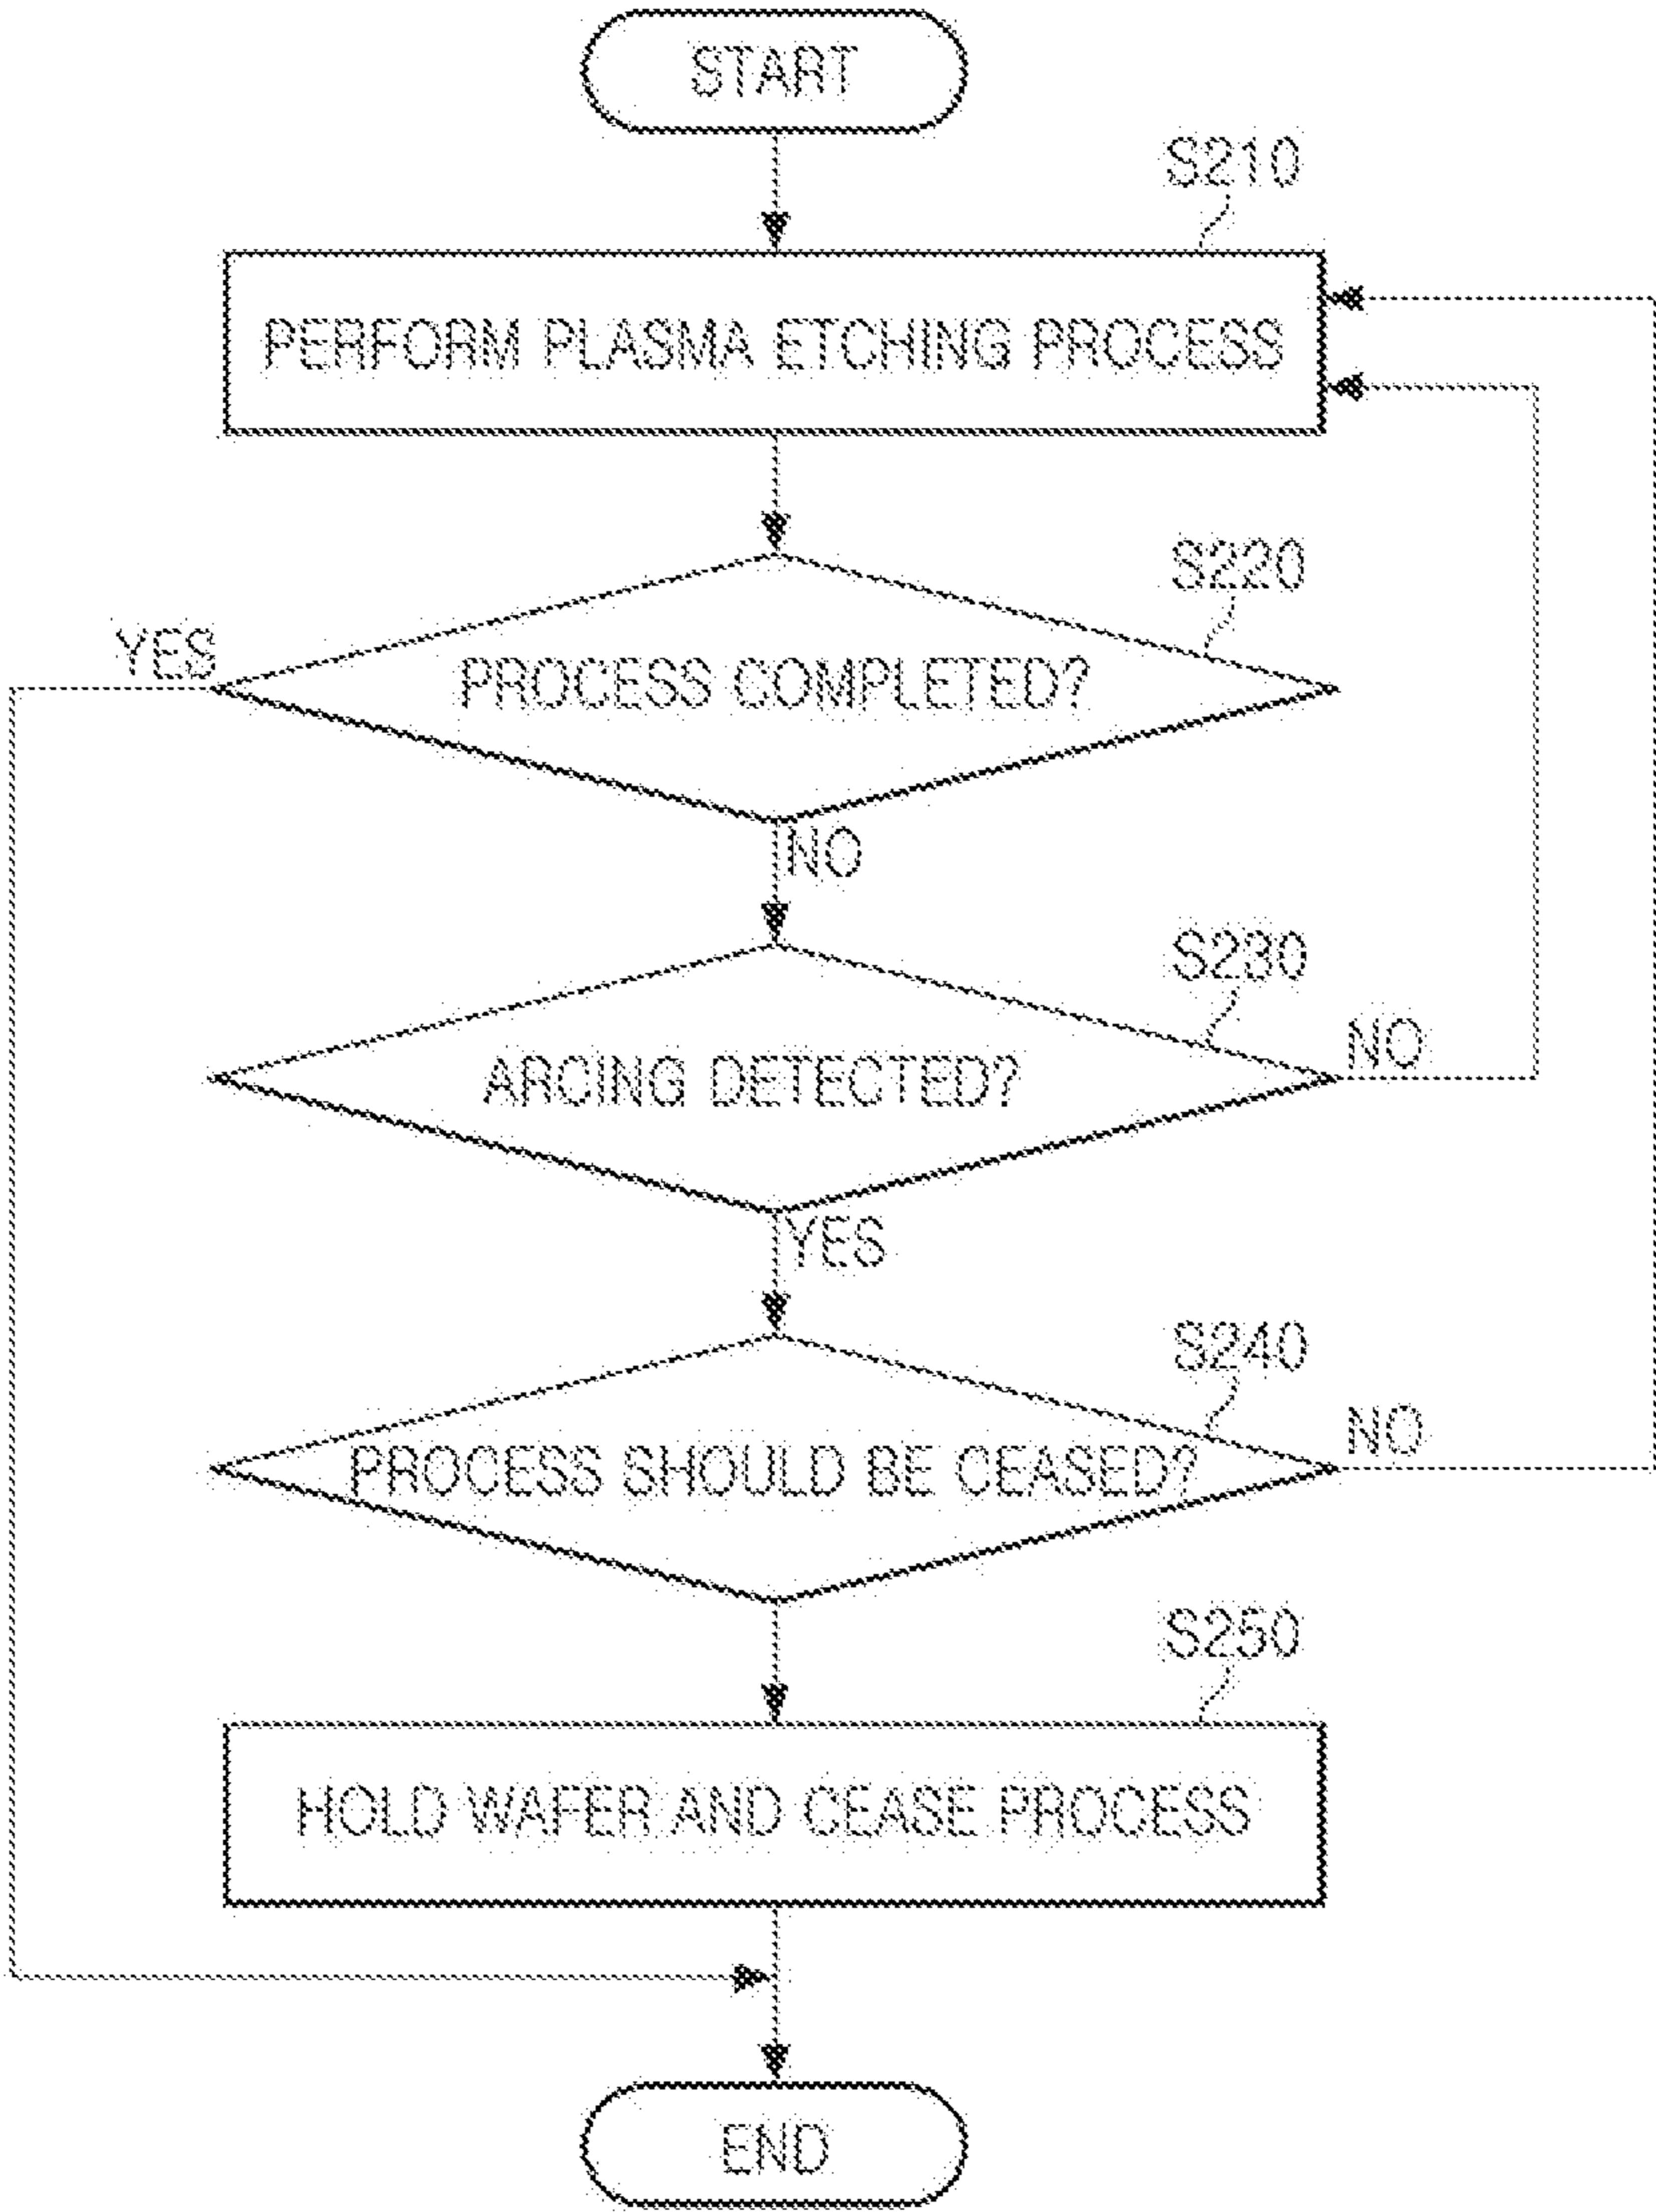 START
S210
PERFORM PLASMA ETCHING PROCESS
S220
YES
PROCESS COMPLETED?
NO
S230
NO
ARCING DETECTED?
YES
S240
NO
PROCESS SHOULD BE CEASED?
S250
HOLD WAFER AND CEASE PROCESS
END